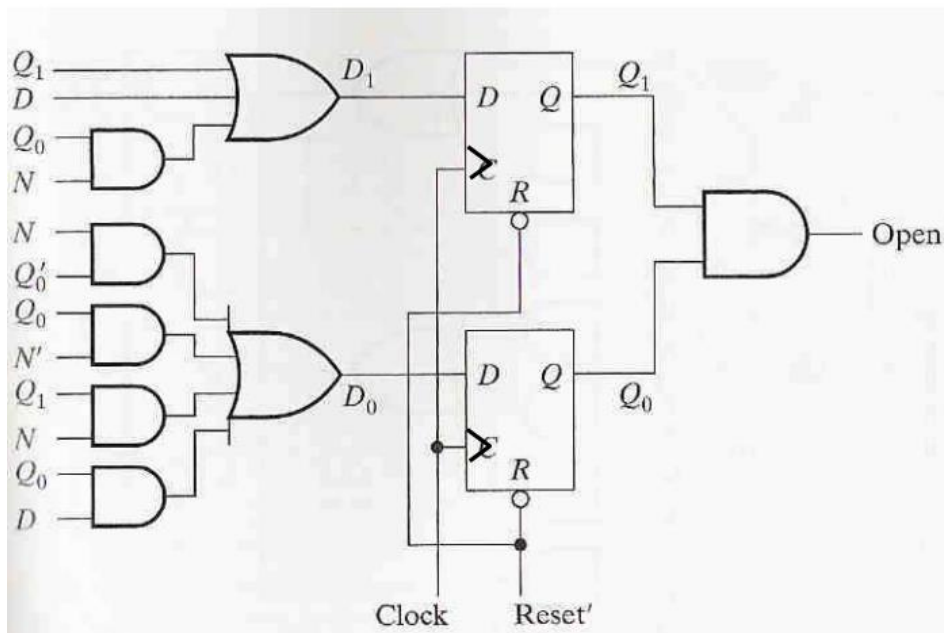 Q₁
D
Q₀
N
N
Q₀′
Q₀
N′
Q₁
N
Q₀
D
D₁
D₀
D Q
C
R
Q₁
D Q
C
R
Q₀
Open
Clock Reset′